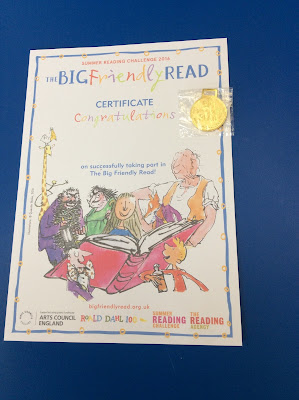 SUMMER READING CHALLENGE 2016
THE BIG Friendly READ
CERTIFICATE
Congratulations
on successfully taking part in
The Big Friendly Read!
bigfriendlyread.org.uk
ARTS COUNCIL
ENGLAND
ROALD DAHL 100
SUMMER
READING
CHALLENGE
THE
READING
AGENCY